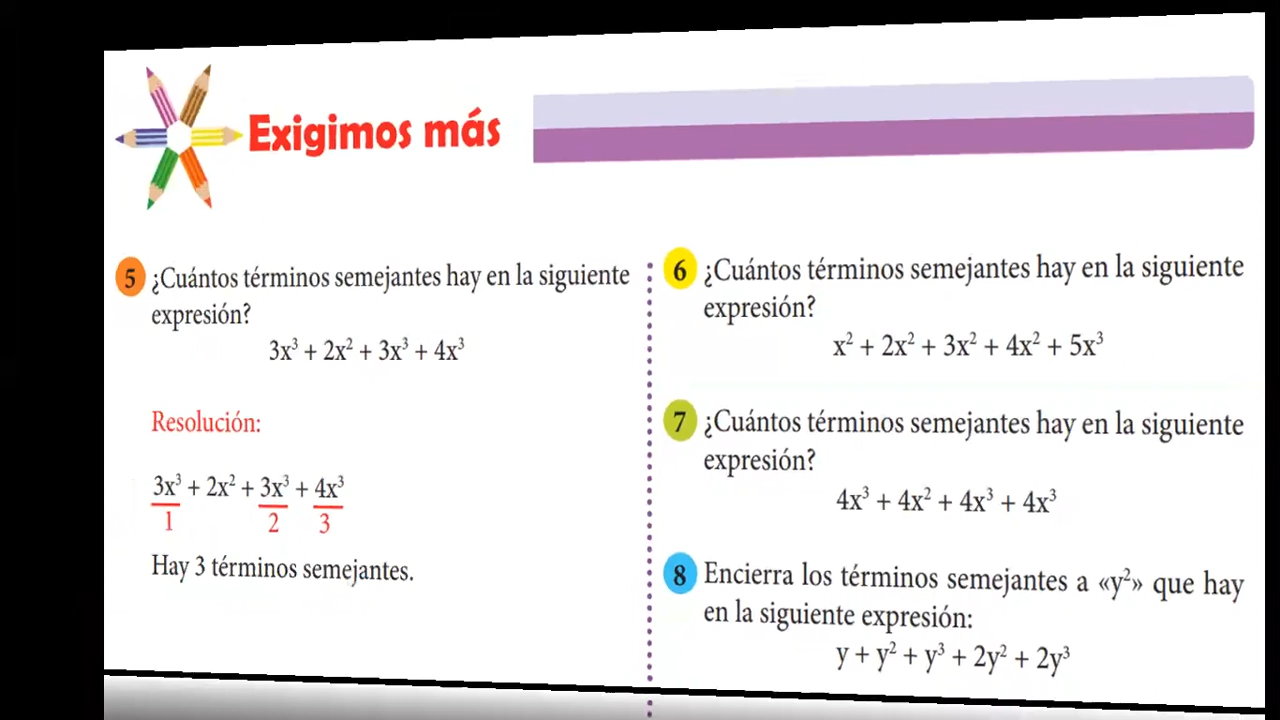 Exigimos más
5 ¿Cuántos términos semejantes hay en la siguiente
expresión?
3x³ + 2x² + 3x³ + 4x³
Resolución:
3x³ + 2x² + 3x³ + 4x³
1 2 3
Hay 3 términos semejantes.
6 ¿Cuántos términos semejantes hay en la siguiente
expresión?
x² + 2x² + 3x² + 4x² + 5x³
7 ¿Cuántos términos semejantes hay en la siguiente
expresión?
4x³ + 4x² + 4x³ + 4x³
8 Encierra los términos semejantes a «y²» que hay
en la siguiente expresión:
y + y² + y³ + 2y² + 2y³